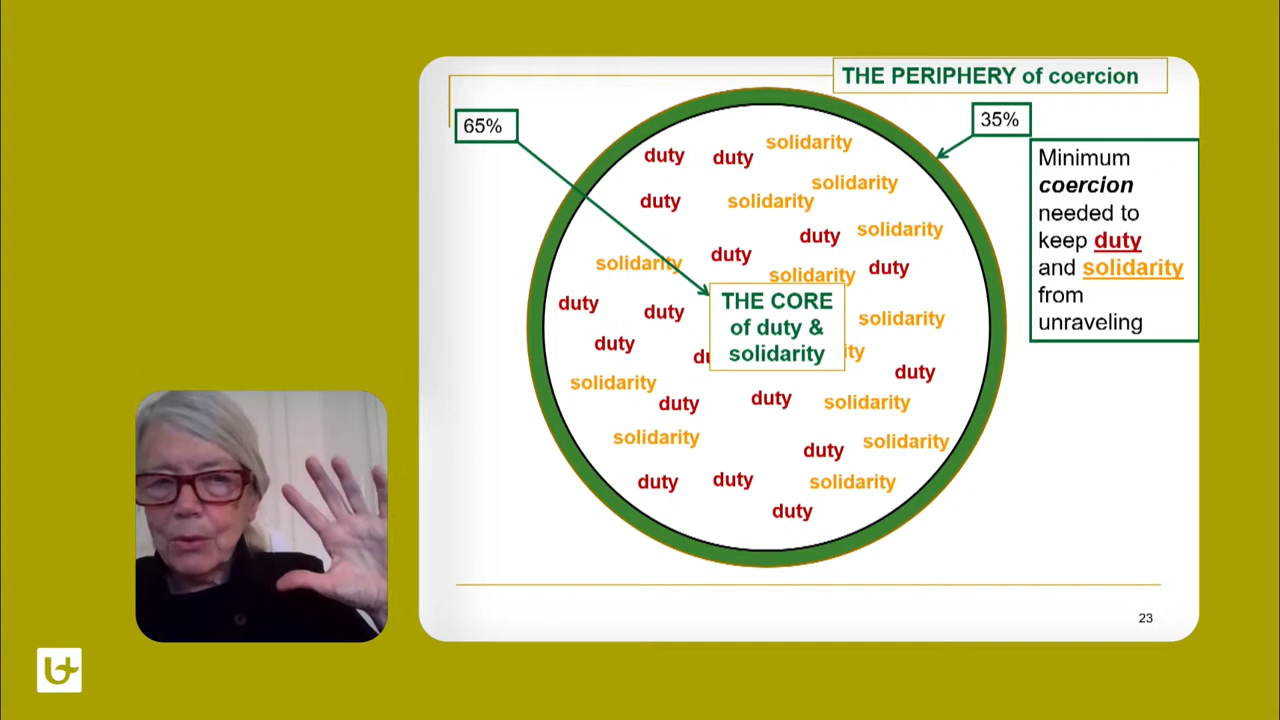 THE PERIPHERY of coercion
65%
35%
Minimum
coercion
needed to
keep duty
and solidarity
from
unraveling
solidarity
duty duty
solidarity
duty solidarity
solidarity
duty
duty
solidarity
duty
solidarity
THE CORE
of duty &
solidarity
duty
duty
solidarity
duty
duty
solidarity
duty
duty
solidarity
solidarity
duty
solidarity
duty
duty
solidarity
duty
solidarity
duty
23